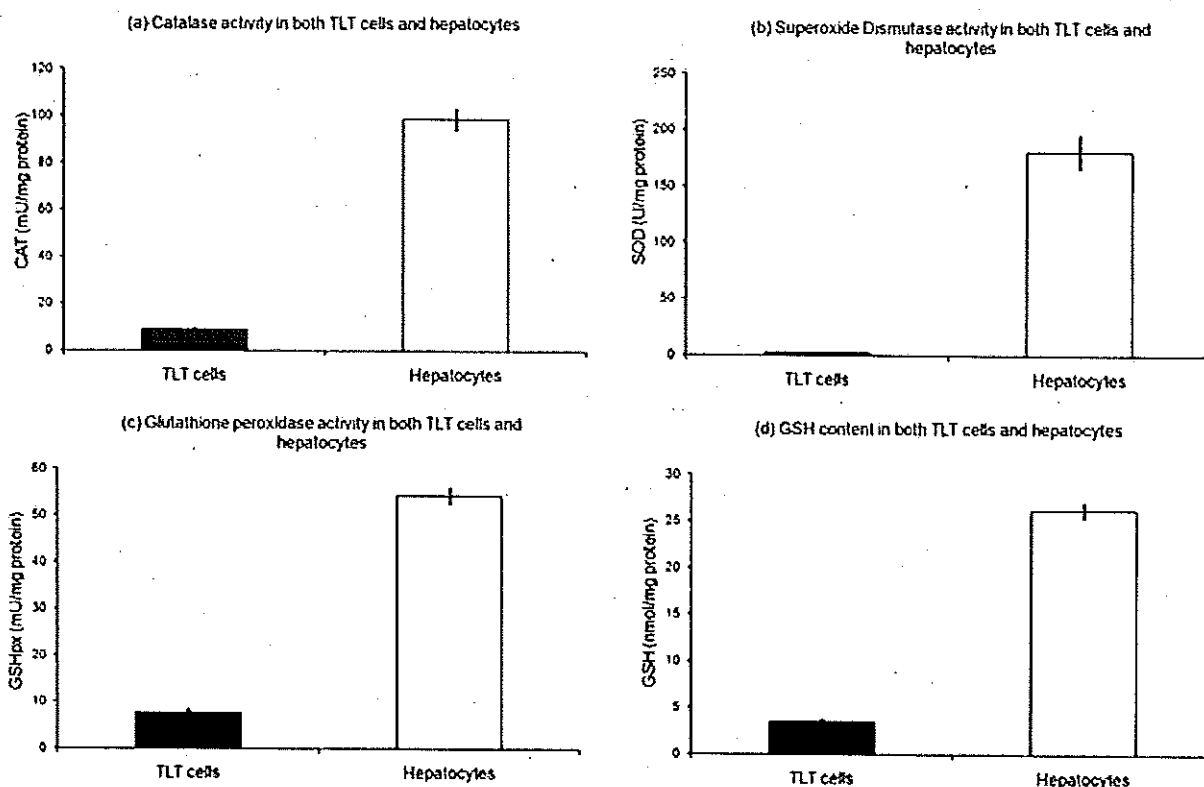 (a) Catalase activity in both TLT cells and hepatocytes
CAT (mU/mg protein)
120
100
80
60
40
20
0
TLT cells
Hepatocytes
(b) Superoxide Dismutase activity in both TLT cells and
hepatocytes
SOD (U/mg protein)
250
200
150
100
50
0
TLT cells
Hepatocytes
(c) Glutathione peroxidase activity in both TLT cells and
hepatocytes
GSHpx (mU/mg protein)
60
50
40
30
20
10
0
TLT cells
Hepatocytes
(d) GSH content in both TLT cells and hepatocytes
GSH (nmol/mg protein)
30
25
20
15
10
5
0
TLT cells
Hepatocytes